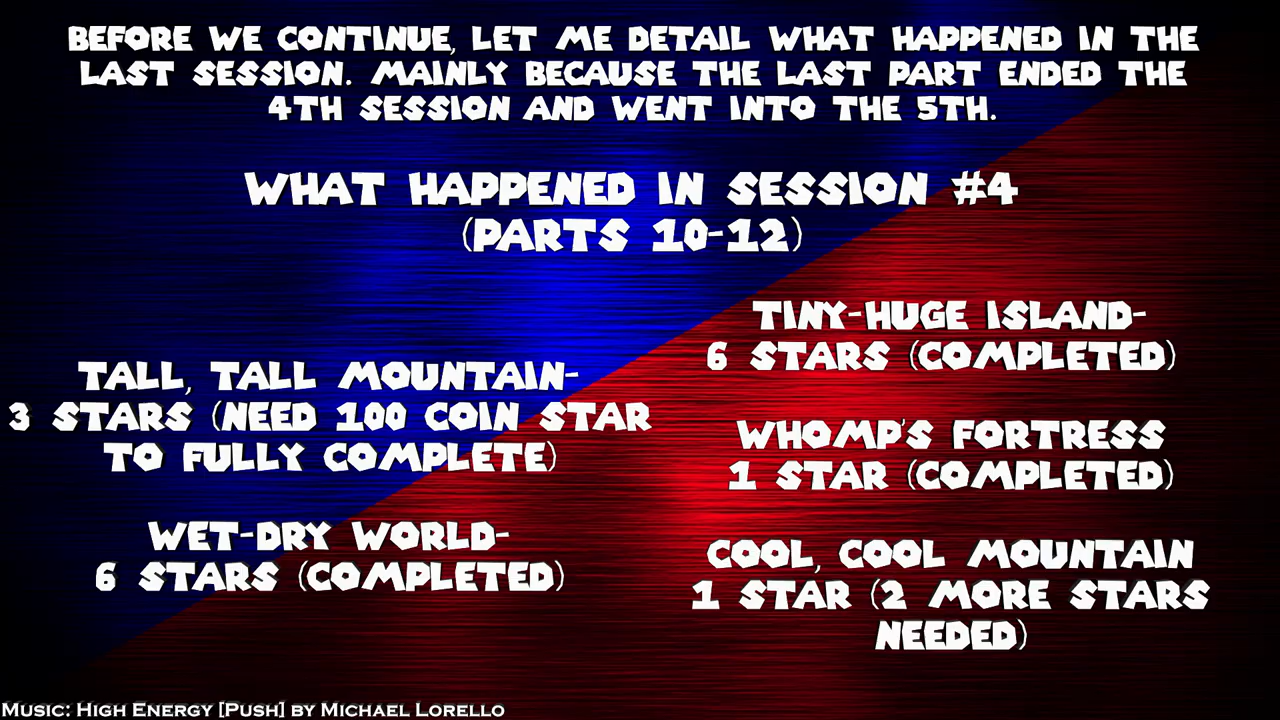 BEFORE WE CONTINUE, LET ME DETAIL WHAT HAPPENED IN THE
LAST SESSION. MAINLY BECAUSE THE LAST PART ENDED THE
4TH SESSION AND WENT INTO THE 5TH.
WHAT HAPPENED IN SESSION #4
(PARTS 10-12)
TALL, TALL MOUNTAIN-
3 STARS (NEED 100 COIN STAR
TO FULLY COMPLETE)
WET-DRY WORLD-
6 STARS (COMPLETED)
TINY-HUGE ISLAND-
6 STARS (COMPLETED)
WHOMP'S FORTRESS
1 STAR (COMPLETED)
COOL, COOL MOUNTAIN
1 STAR (2 MORE STARS
NEEDED)
MUSIC: HIGH ENERGY [PUSH] BY MICHAEL LORELLO